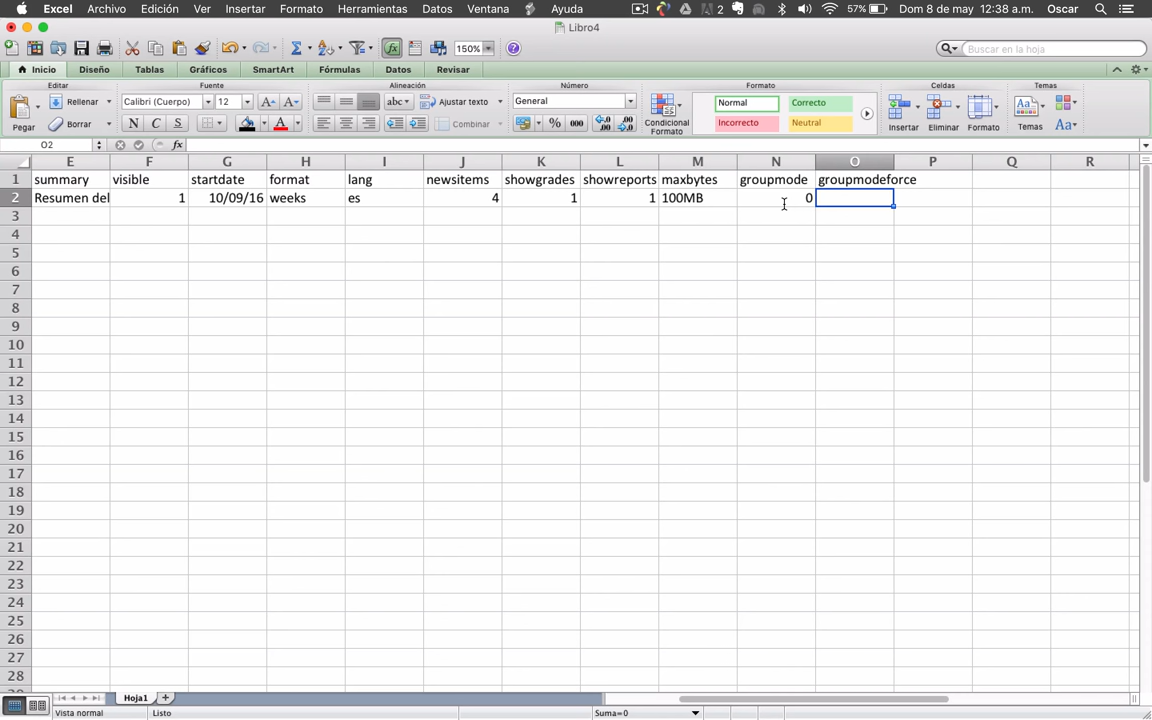 Excel Archivo Edición Ver Insertar Formato Herramientas Datos Ventana Ayuda 2 57% Dom 8 de may 12:38 a.m. Oscar
Libro4
150% Buscar en la hoja
Inicio Diseño Tablas Gráficos SmartArt Fórmulas Datos Revisar
Editar Fuente Alineación Número Formato Celdas Temas
Rellenar Calibri (Cuerpo) 12 A A abc Ajustar texto General Normal Correcto Aa
Pegar Borrar N C S A Combinar % 000 Condicional Formato Incorrecto Neutral Insertar Eliminar Formato Temas Aa
O2 fx
E F G H I J K L M N O P Q R
1 summary visible startdate format lang newsitems showgrades showreports maxbytes groupmode groupmodeforce
2 Resumen del 1 10/09/16 weeks es 4 1 1 100MB 0
3
4
5
6
7
8
9
10
11
12
13
14
15
16
17
18
19
20
21
22
23
24
25
26
27
28
Hoja1
Vista normal Listo Suma=0